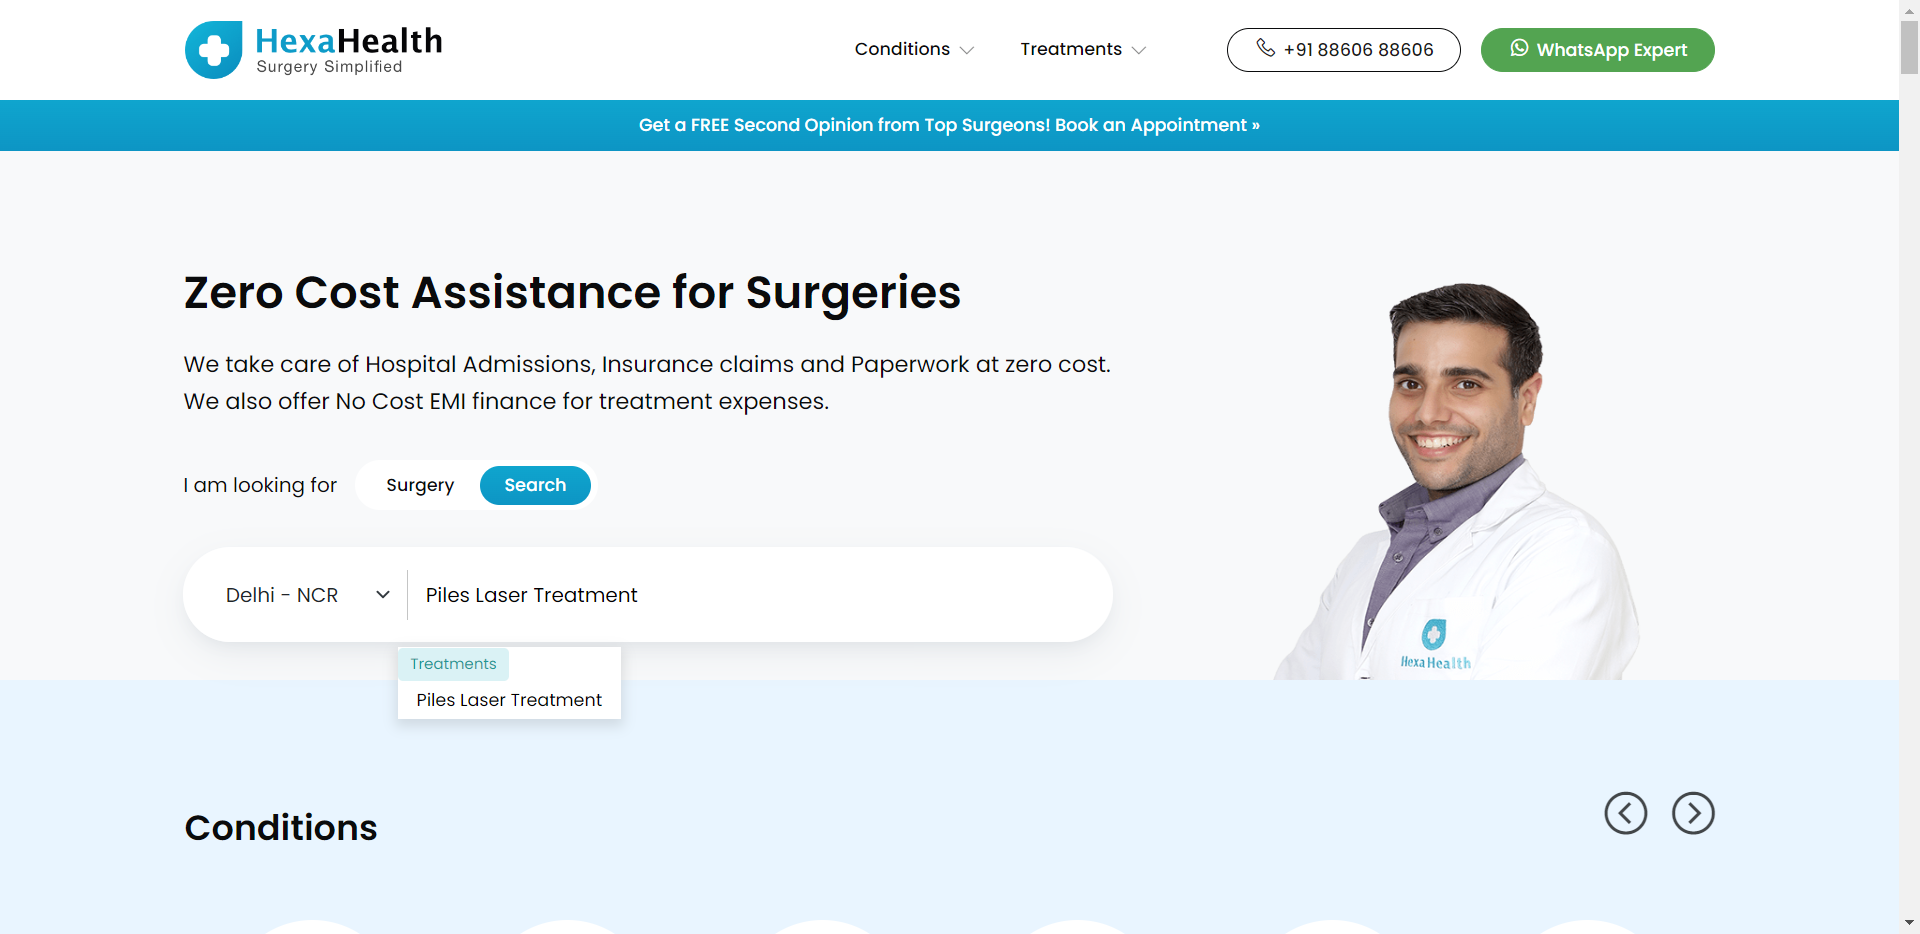 HexaHealth
Surgery Simplified
Conditions
Treatments
+91 88606 88606
WhatsApp Expert
Get a FREE Second Opinion from Top Surgeons! Book an Appointment »
Zero Cost Assistance for Surgeries
We take care of Hospital Admissions, Insurance claims and Paperwork at zero cost.
We also offer No Cost EMI finance for treatment expenses.
I am looking for
Surgery
Search
Delhi - NCR
Piles Laser Treatment
Treatments
Piles Laser Treatment
HexaHealth
Conditions